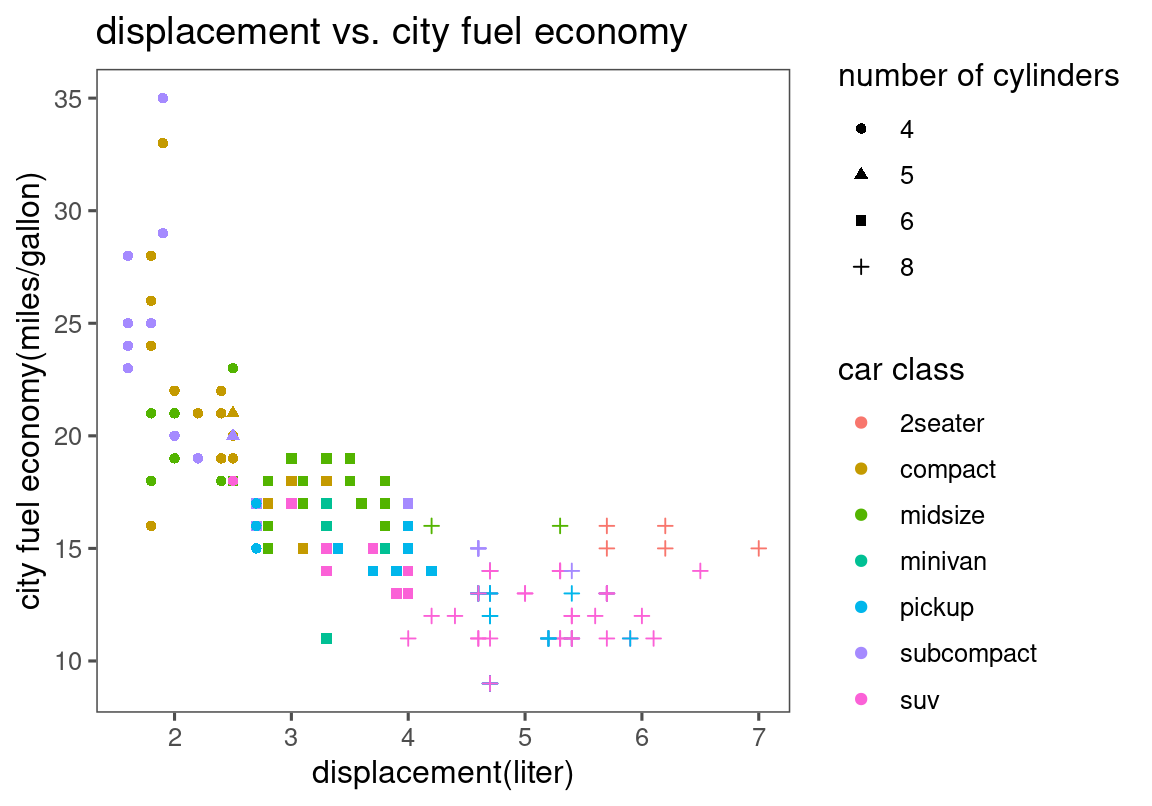 displacement vs. city fuel economy
city fuel economy(miles/gallon)
35
30
25
20
15
10
2 3 4 5 6 7
displacement(liter)
number of cylinders
4
5
6
8
car class
2seater
compact
midsize
minivan
pickup
subcompact
suv